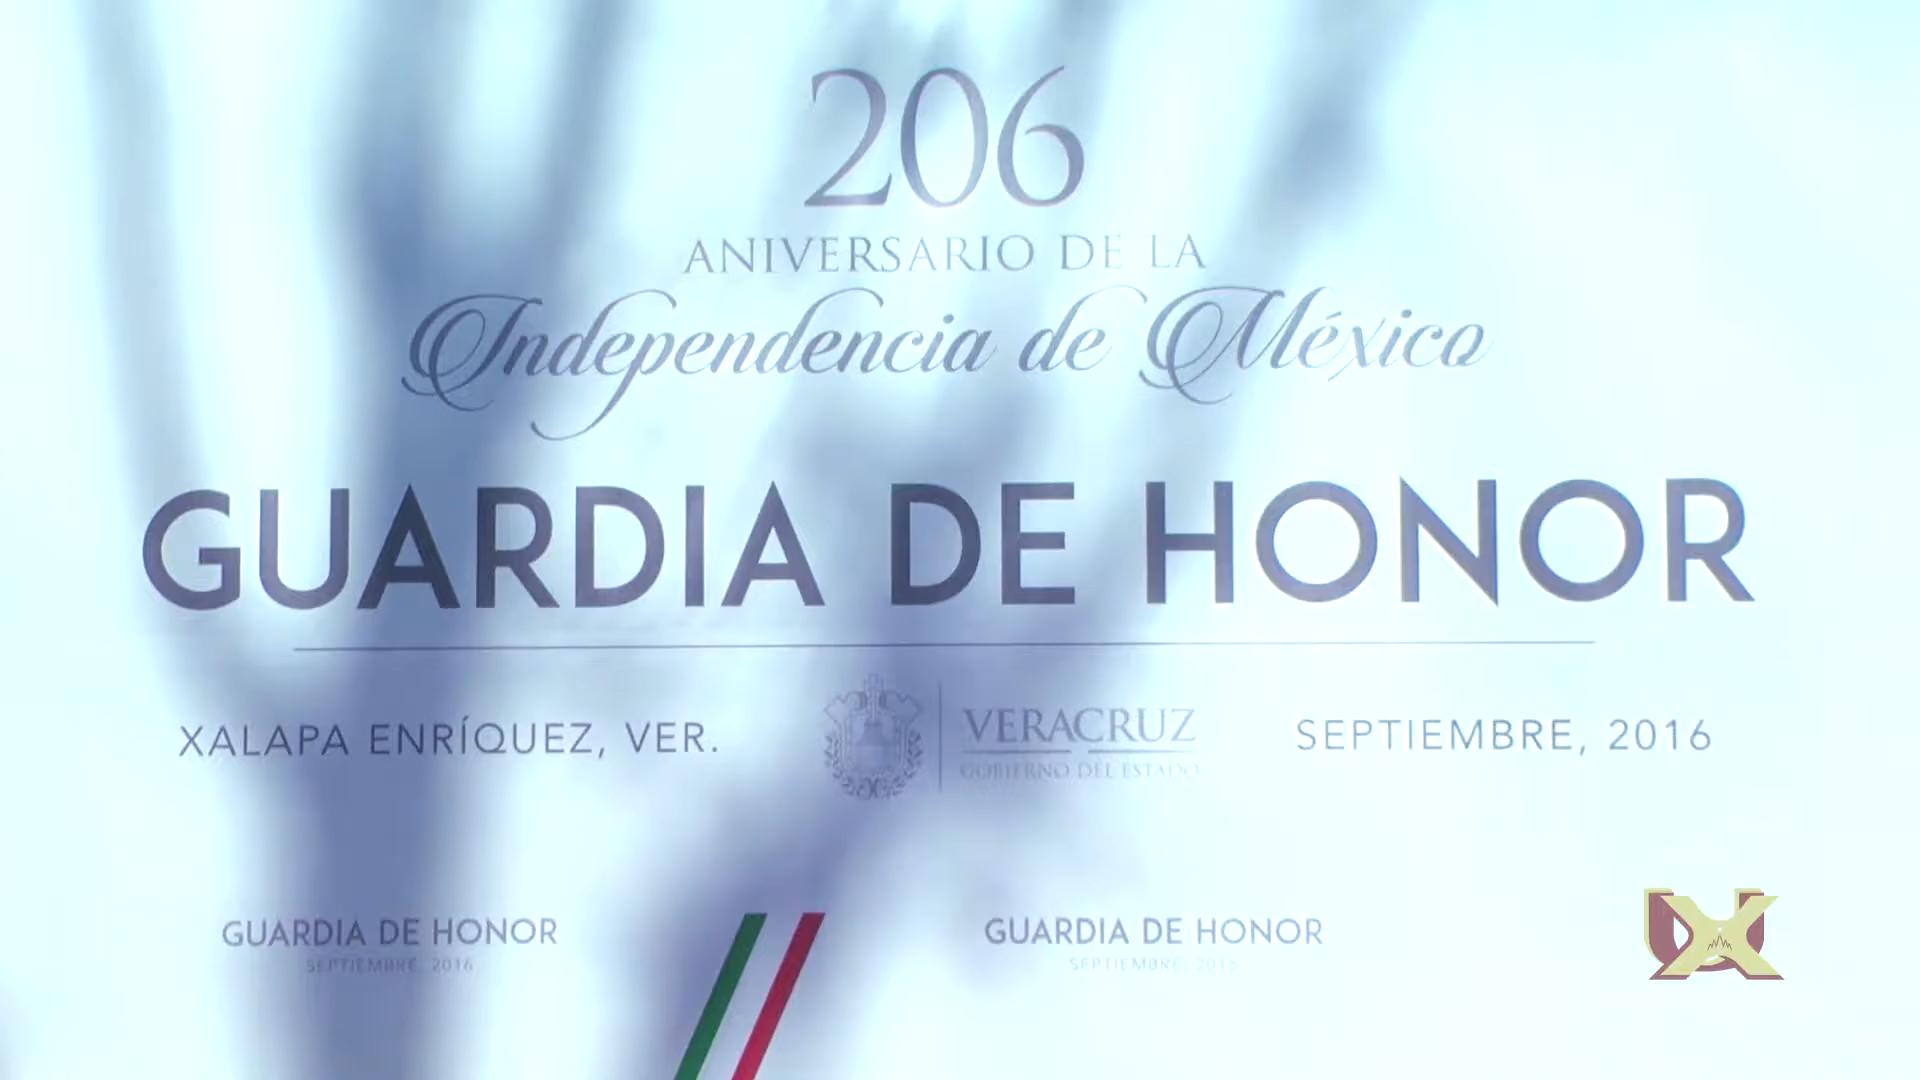 206
ANIVERSARIO DE LA
Independencia de México
GUARDIA DE HONOR
XALAPA ENRÍQUEZ, VER.
VERACRUZ
GOBIERNO DEL ESTADO
SEPTIEMBRE, 2016
GUARDIA DE HONOR
SEPTIEMBRE, 2016
GUARDIA DE HONOR
SEPTIEMBRE, 2016
UX